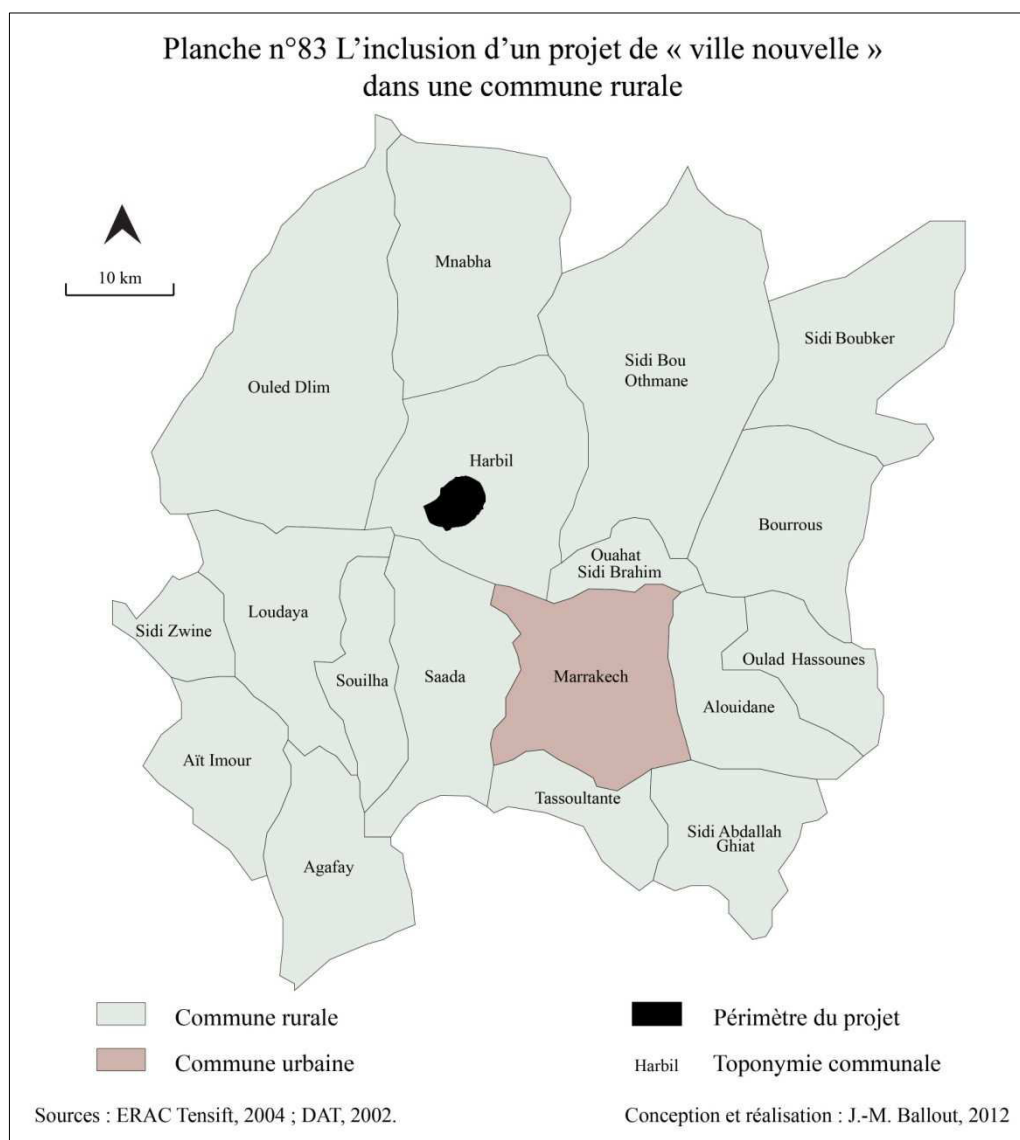 Planche n°83 L'inclusion d'un projet de « ville nouvelle »
dans une commune rurale
10 km
Mnabha
Sidi Boubker
Sidi Bou
Othmane
Ouled Dlim
Harbil
Bourrous
Ouahat
Sidi Brahim
Loudaya
Sidi Zwine
Souilha
Saada
Marrakech
Oulad Hassounes
Alouidane
Aït Imour
Tassoultante
Sidi Abdallah
Ghiat
Agafay
Commune rurale
Périmètre du projet
Commune urbaine
Harbil
Toponymie communale
Sources : ERAC Tensift, 2004 ; DAT, 2002.
Conception et réalisation : J.-M. Ballout, 2012